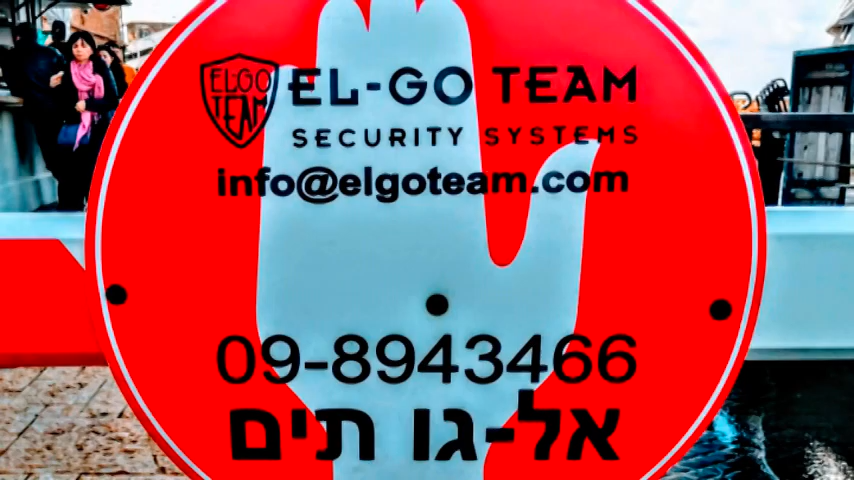 ELGO
TEAM
EL-GO TEAM
SECURITY SYSTEMS
info@elgoteam.com
09-8943466
אל-גו תים